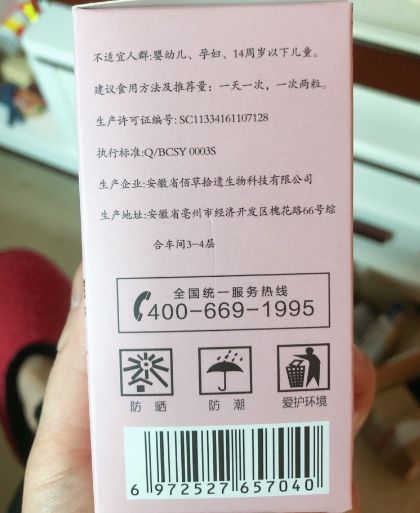 不适宜人群:婴幼儿、孕妇、14周岁以下儿童。
建议食用方法及推荐量: 一天一次, 一次两粒。
生产许可证编号: SC11334161107128
执行标准:Q/BCSY 0003S
生产企业:安徽省佰草拾遗生物科技有限公司
生产地址:安徽省亳州市经济开发区槐花路66号综
合车间3-4层
全国统一服务热线
400-669-1995
防 晒
防 潮
爱护环境
6 972527 657040